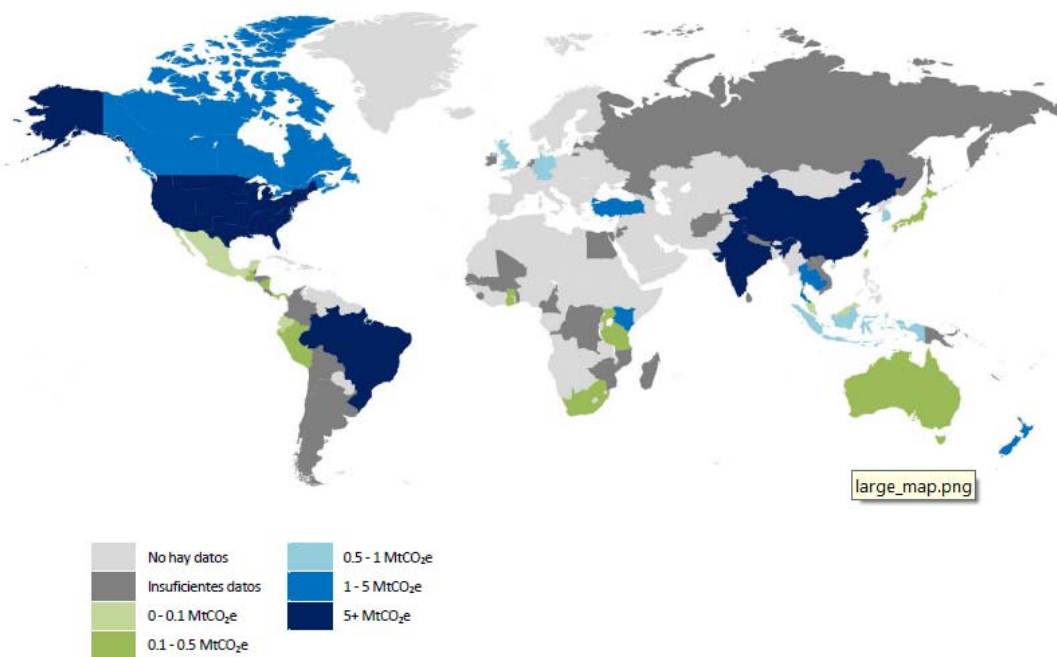 large_map.png
No hay datos
Insuficientes datos
0 - 0.1 MtCO₂e
0.1 - 0.5 MtCO₂e
0.5 - 1 MtCO₂e
1 - 5 MtCO₂e
5+ MtCO₂e